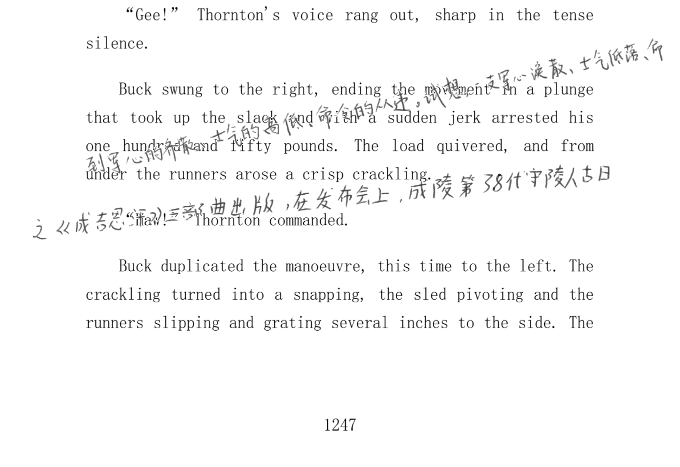 “Gee!” Thornton's voice rang out, sharp in the tense
silence.
Buck swung to the right, ending the movement in a plunge
that took up the slack and with a sudden jerk arrested his
one hundred and fifty pounds. The load quivered, and from
under the runners arose a crisp crackling.
到军心的希散、士气的高低、命令的从违。试想，一支军心涣散、士气低落、命
“Haw!” Thornton commanded.
之《成吉思汗》三部曲出版，在发布会上，成陵第38代守陵人古日
Buck duplicated the manoeuvre, this time to the left. The
crackling turned into a snapping, the sled pivoting and the
runners slipping and grating several inches to the side. The
1247